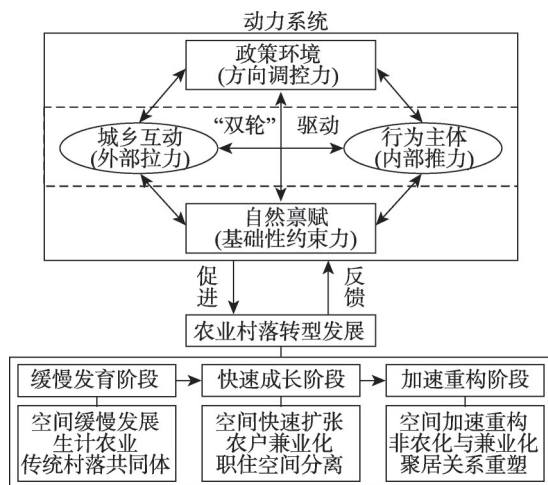 动力系统
政策环境
(方向调控力)
“双轮” 驱动
城乡互动
(外部拉力)
行为主体
(内部推力)
自然禀赋
(基础性约束力)
促进
反馈
农业村落转型发展
缓慢发育阶段
快速成长阶段
加速重构阶段
空间缓慢发展
生计农业
传统村落共同体
空间快速扩张
农户兼业化
职住空间分离
空间加速重构
非农化与兼业化
聚居关系重塑